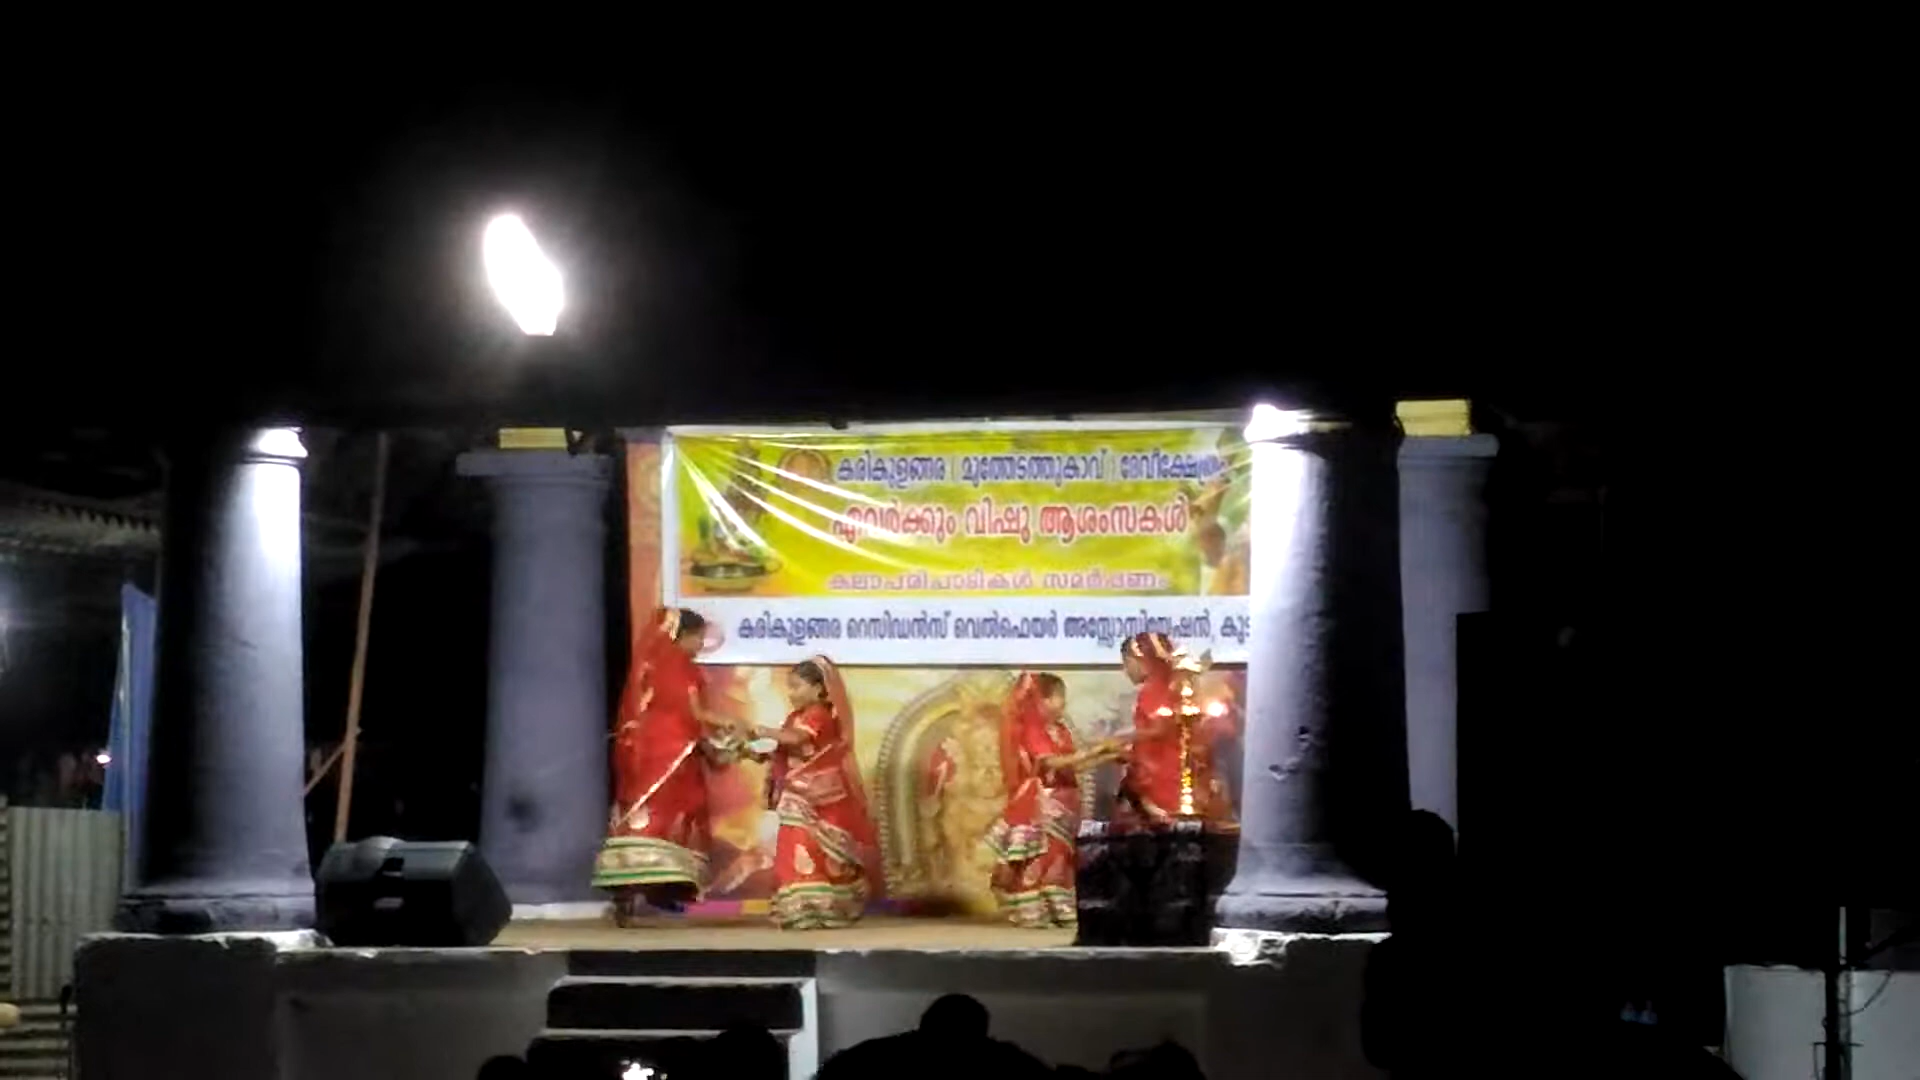 കരികുളങ്ങര (മുത്തേടത്തുകാവ്) ദേവീക്ഷേത്രം
ഏവർക്കും വിഷു ആശംസകൾ
കലാപരിപാടികൾ സമർപ്പണം
കരികുളങ്ങര റെസിഡൻസ് വെൽഫെയർ അസ്സോസിയേഷൻ,